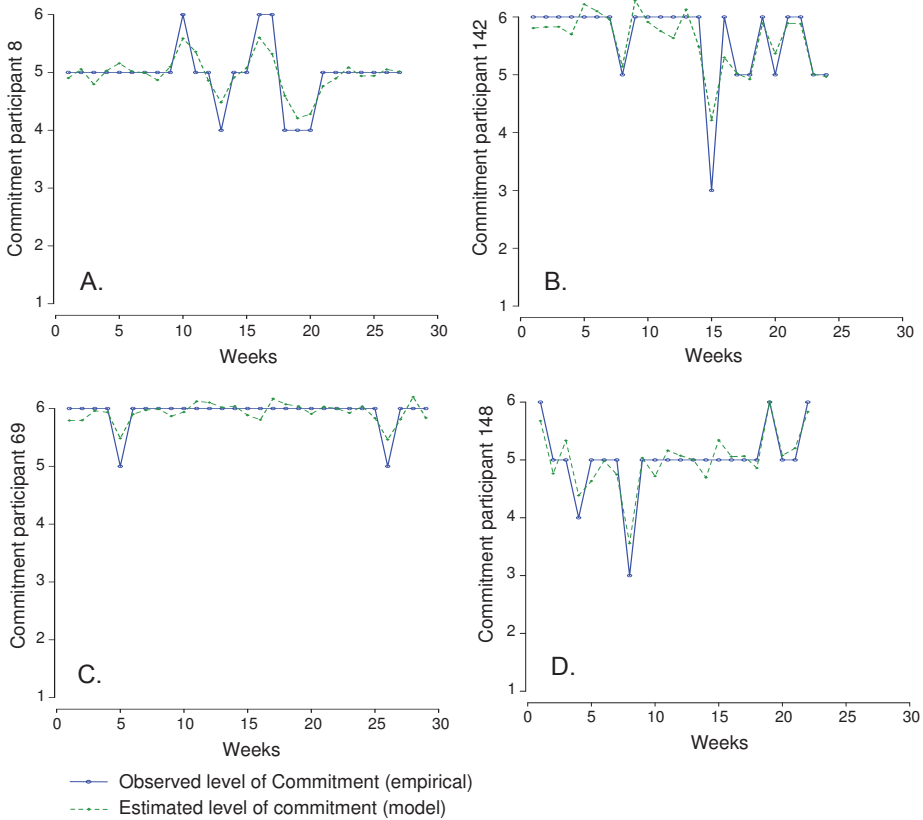 Commitment participant 8
6
5
4
3
2
1
A.
0 5 10 15 20 25 30
Weeks
Commitment participant 142
6
5
4
3
2
1
B.
0 5 10 15 20 25 30
Weeks
Commitment participant 69
6
5
4
3
2
1
C.
0 5 10 15 20 25 30
Weeks
Commitment participant 148
6
5
4
3
2
1
D.
0 5 10 15 20 25 30
Weeks
Observed level of Commitment (empirical)
Estimated level of commitment (model)